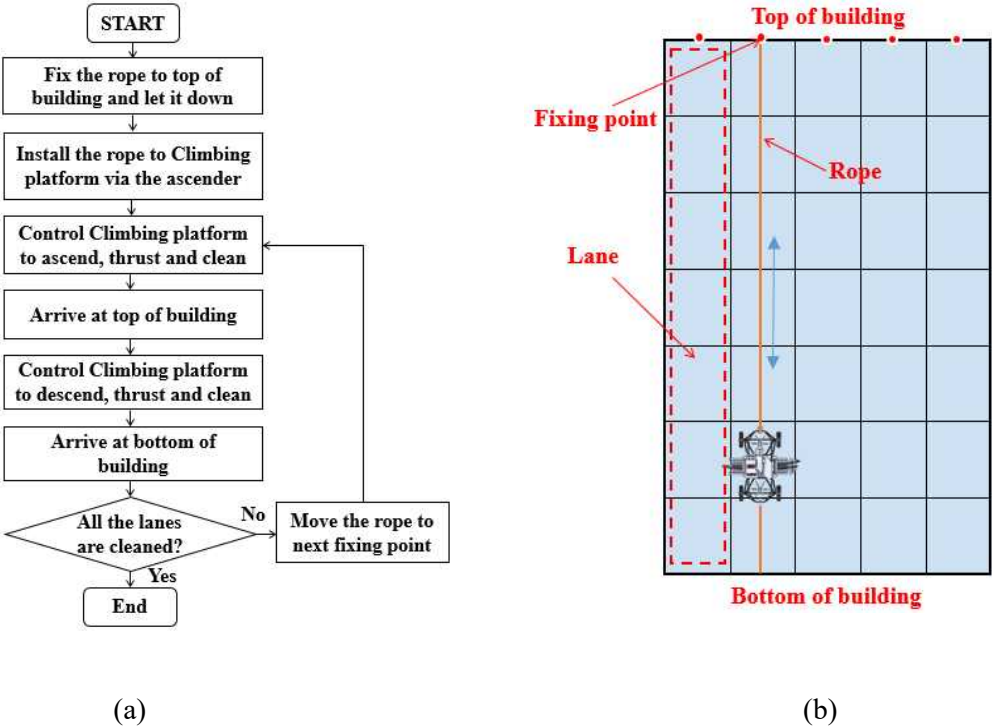 START
Fix the rope to top of
building and let it down
Install the rope to Climbing
platform via the ascender
Control Climbing platform
to ascend, thrust and clean
Arrive at top of building
Control Climbing platform
to descend, thrust and clean
Arrive at bottom of
building
All the lanes
are cleaned?
No
Move the rope to
next fixing point
Yes
End
(a)
Top of building
Fixing point
Rope
Lane
Bottom of building
(b)